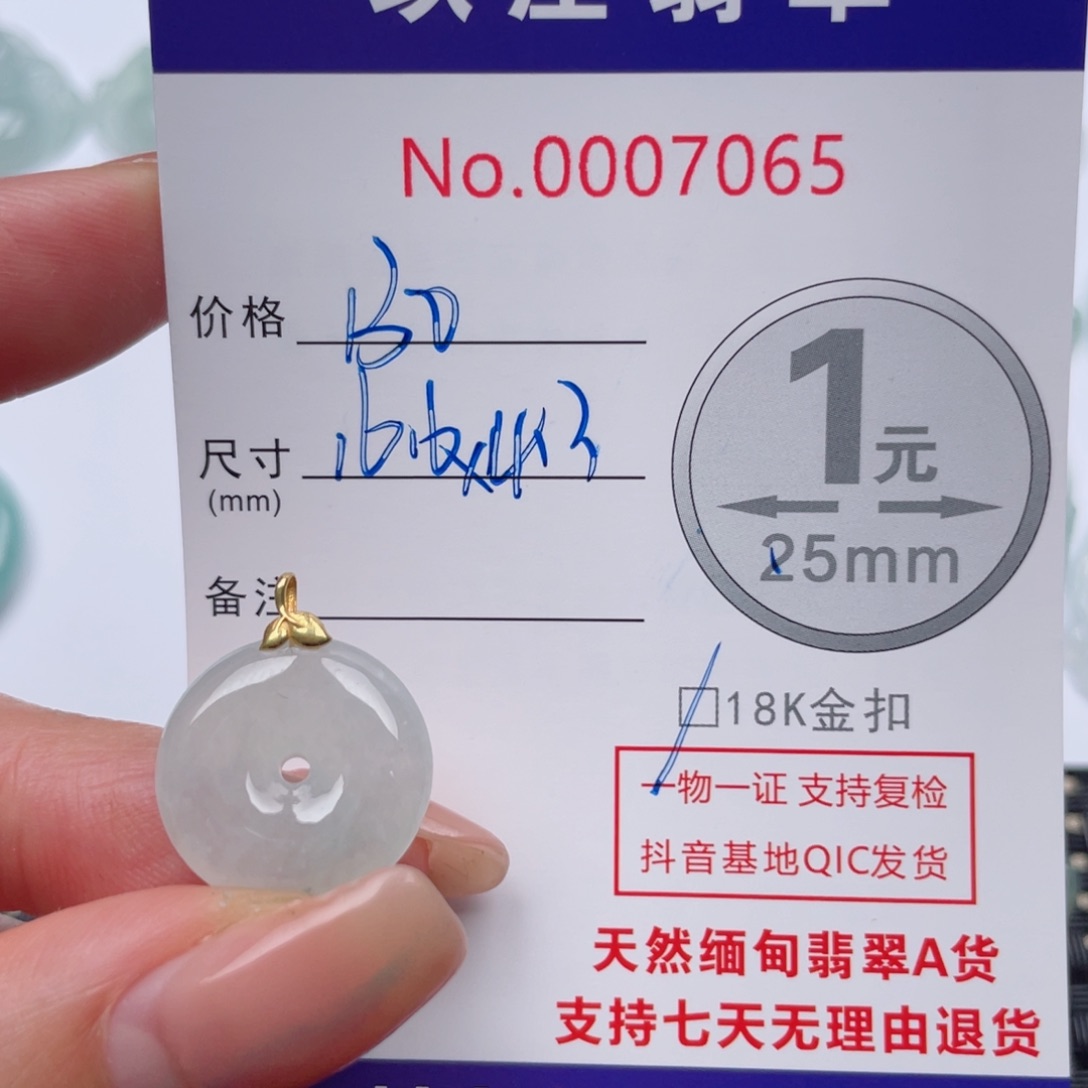 翡翠
No.0007065
价格
尺寸
(mm)
备注
1元
25mm
18K金扣
一物一证 支持复检
抖音基地QIC发货
天然缅甸翡翠A货
支持七天无理由退货